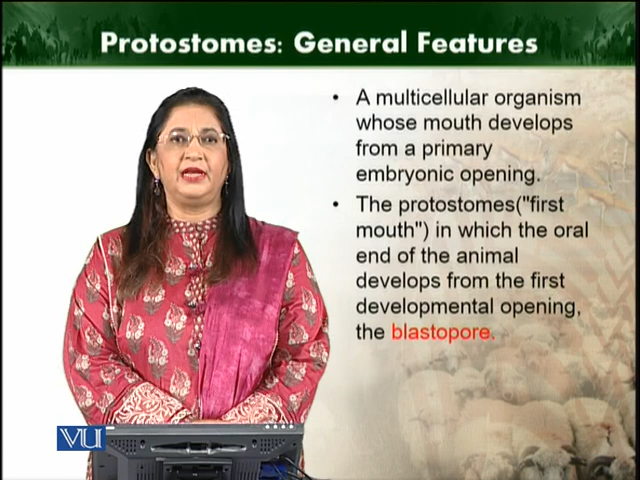 Protostomes: General Features
• A multicellular organism
whose mouth develops
from a primary
embryonic opening.
• The protostomes("first
mouth") in which the oral
end of the animal
develops from the first
developmental opening,
the blastopore.
VU